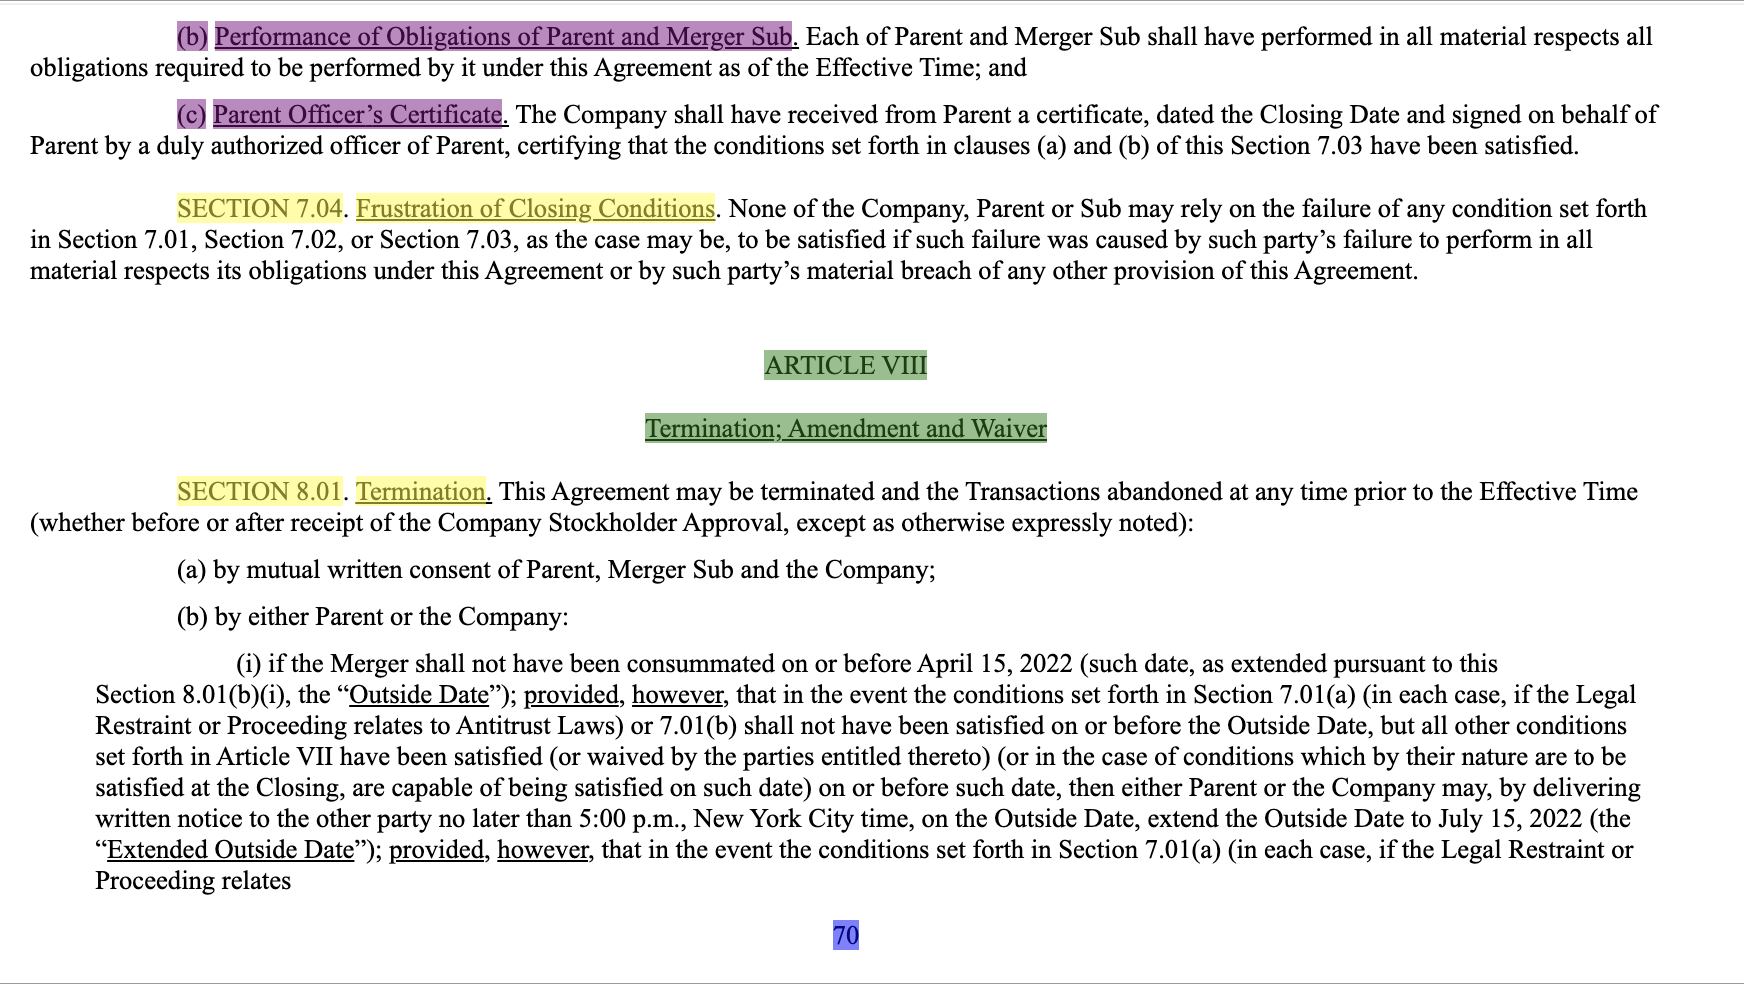 (b) Performance of Obligations of Parent and Merger Sub. Each of Parent and Merger Sub shall have performed in all material respects all
obligations required to be performed by it under this Agreement as of the Effective Time; and
(c) Parent Officer’s Certificate. The Company shall have received from Parent a certificate, dated the Closing Date and signed on behalf of
Parent by a duly authorized officer of Parent, certifying that the conditions set forth in clauses (a) and (b) of this Section 7.03 have been satisfied.
SECTION 7.04. Frustration of Closing Conditions. None of the Company, Parent or Sub may rely on the failure of any condition set forth
in Section 7.01, Section 7.02, or Section 7.03, as the case may be, to be satisfied if such failure was caused by such party’s failure to perform in all
material respects its obligations under this Agreement or by such party’s material breach of any other provision of this Agreement.
ARTICLE VIII
Termination; Amendment and Waiver
SECTION 8.01. Termination. This Agreement may be terminated and the Transactions abandoned at any time prior to the Effective Time
(whether before or after receipt of the Company Stockholder Approval, except as otherwise expressly noted):
(a) by mutual written consent of Parent, Merger Sub and the Company;
(b) by either Parent or the Company:
(i) if the Merger shall not have been consummated on or before April 15, 2022 (such date, as extended pursuant to this
Section 8.01(b)(i), the “Outside Date”); provided, however, that in the event the conditions set forth in Section 7.01(a) (in each case, if the Legal
Restraint or Proceeding relates to Antitrust Laws) or 7.01(b) shall not have been satisfied on or before the Outside Date, but all other conditions
set forth in Article VII have been satisfied (or waived by the parties entitled thereto) (or in the case of conditions which by their nature are to be
satisfied at the Closing, are capable of being satisfied on such date) on or before such date, then either Parent or the Company may, by delivering
written notice to the other party no later than 5:00 p.m., New York City time, on the Outside Date, extend the Outside Date to July 15, 2022 (the
“Extended Outside Date”); provided, however, that in the event the conditions set forth in Section 7.01(a) (in each case, if the Legal Restraint or
Proceeding relates
70